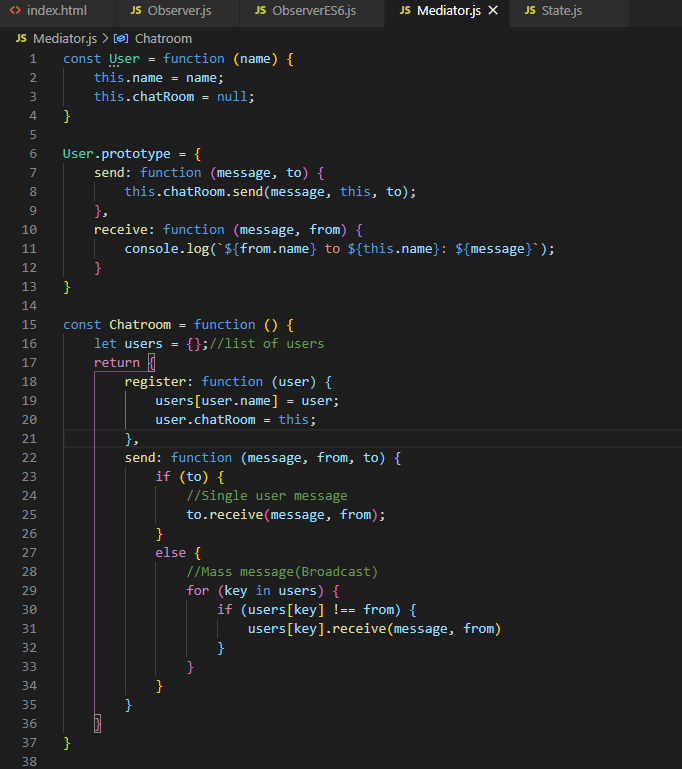 <> index.html JS Observer.js JS ObserverES6.js JS Mediator.js × JS State.js
JS Mediator.js > Chatroom
1 const User = function (name) {
2     this.name = name;
3     this.chatRoom = null;
4 }
5
6 User.prototype = {
7     send: function (message, to) {
8         this.chatRoom.send(message, this, to);
9     },
10     receive: function (message, from) {
11         console.log(`${from.name} to ${this.name}: ${message}`);
12     }
13 }
14
15 const Chatroom = function () {
16     let users = {};//list of users
17     return {
18         register: function (user) {
19             users[user.name] = user;
20             user.chatRoom = this;
21         },
22         send: function (message, from, to) {
23             if (to) {
24                 //Single user message
25                 to.receive(message, from);
26             }
27             else {
28                 //Mass message(Broadcast)
29                 for (key in users) {
30                     if (users[key] !== from) {
31                         users[key].receive(message, from)
32                     }
33                 }
34             }
35         }
36     }
37 }
38